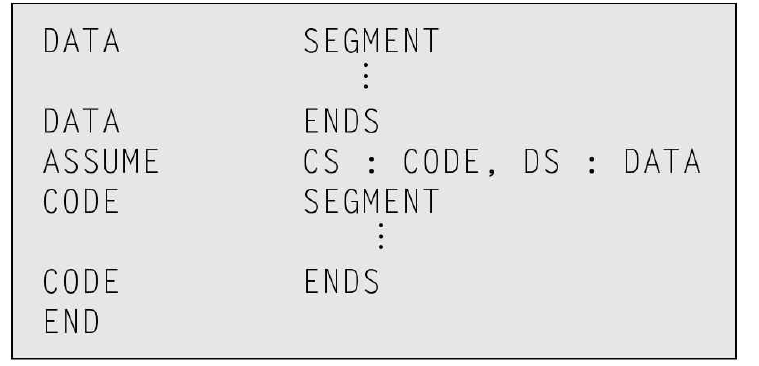 DATA SEGMENT
⋮
DATA ENDS
ASSUME CS : CODE, DS : DATA
CODE SEGMENT
⋮
CODE ENDS
END